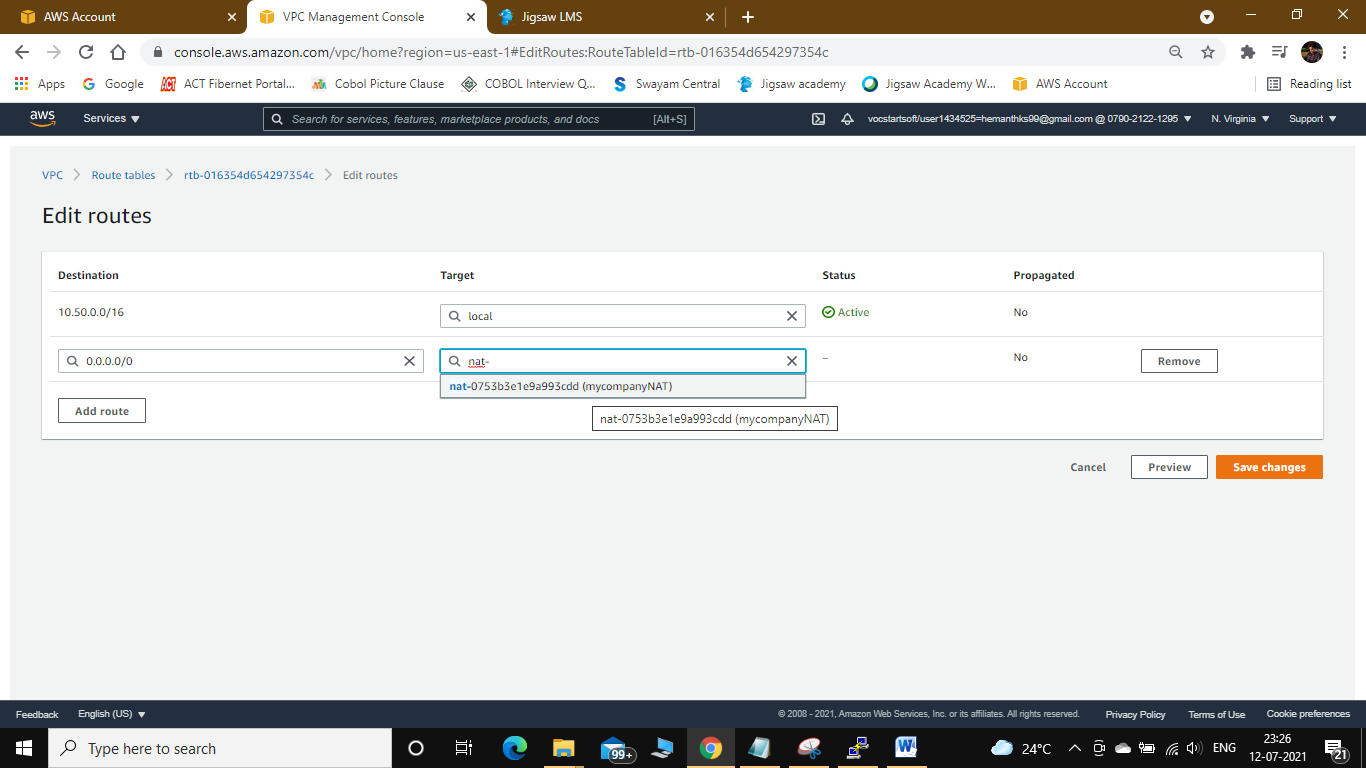 AWS Account
VPC Management Console
Jigsaw LMS
console.aws.amazon.com/vpc/home?region=us-east-1#EditRoutes:RouteTableId=rtb-016354d654297354c
Apps
Google
ACT Fibernet Portal...
Cobol Picture Clause
COBOL Interview Q...
Swayam Central
Jigsaw academy
Jigsaw Academy W...
AWS Account
Reading list
aws
Services
Search for services, features, marketplace products, and docs
[Alt+S]
vocstartsoft/user1434525=hemanthks99@gmail.com @ 0790-2122-1295
N. Virginia
Support
VPC
Route tables
rtb-016354d654297354c
Edit routes
Edit routes
Destination
Target
Status
Propagated
10.50.0.0/16
local
Active
No
0.0.0.0/0
nat-
–
No
Remove
nat-0753b3e1e9a993cdd (mycompanyNAT)
Add route
nat-0753b3e1e9a993cdd (mycompanyNAT)
Cancel
Preview
Save changes
Feedback
English (US)
© 2008 - 2021, Amazon Web Services, Inc. or its affiliates. All rights reserved.
Privacy Policy
Terms of Use
Cookie preferences
Type here to search
99+
24°C
ENG
23:26
12-07-2021
21